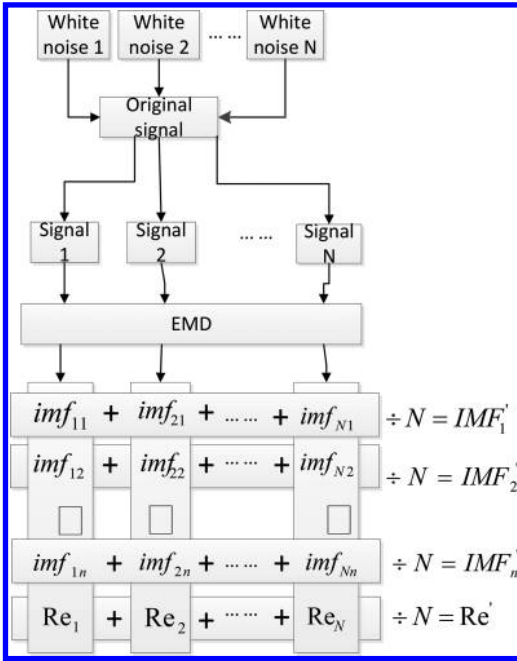 White noise 1
White noise 2
... ...
White noise N
Original signal
Signal 1
Signal 2
... ...
Signal N
EMD
imf11 + imf21 + ... ... + imfN1 ÷ N = IMF1'
imf12 + imf22 + ... ... + imfN2 ÷ N = IMF2'
imf1n + imf2n + ... ... + imfNn ÷ N = IMFn'
Re1 + Re2 + ... ... + ReN ÷ N = Re'